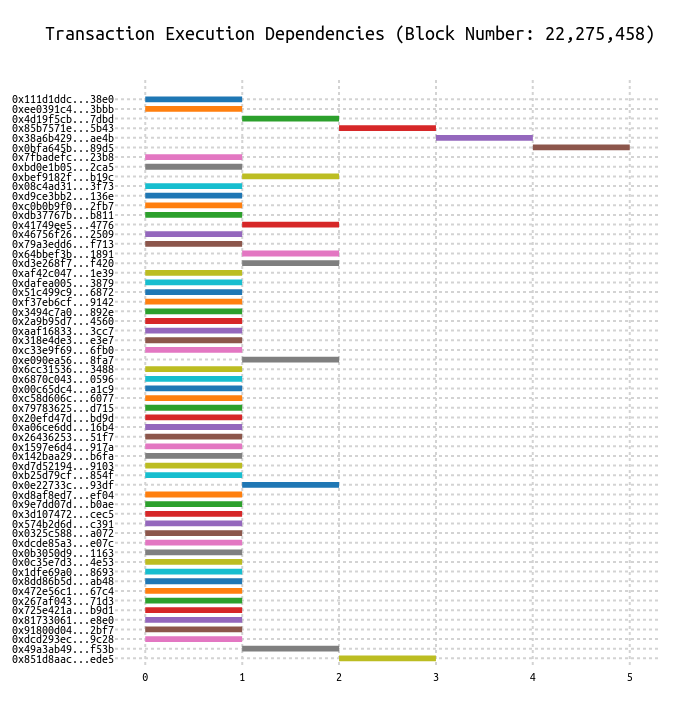 Transaction Execution Dependencies (Block Number: 22,275,458)
0x111d1ddc...38e0
0xee0391c4...3bbb
0x4d19f5cb...7dbd
0x85b7571e...5b43
0x38a6b429...ae4b
0x0bfa645b...89d5
0x7fbadefc...23b8
0xbd0e1b05...2ca5
0xbef9182f...b19c
0x08c4ad31...3f73
0xd9ce3bb2...136e
0xc0b0b9f0...2fb7
0xdb37767b...b811
0x41749ee5...4776
0x46756f26...2509
0x79a3edd6...f713
0x64bbef3b...1891
0xd3e268f7...f420
0xaf42c047...1e39
0xdafea005...3879
0x51c499c9...6872
0xf37eb6cf...9142
0x3494c7a0...892e
0x2a9b95d7...4560
0xaaf16833...3cc7
0x318e4de3...e3e7
0xc33e9f69...6fb0
0xe090ea56...8fa7
0x6cc31536...3488
0x6870c043...0596
0x00c65dc4...a1c9
0xc58d606c...6077
0x79783625...d715
0x20efd47d...bd9d
0xa06ce6dd...16b4
0x26436253...51f7
0x1597e6d4...917a
0x142baa29...b6fa
0xd7d52194...9103
0xb25d79cf...854f
0x0e22733c...93df
0xd8af8ed7...ef04
0x9e7dd07d...b0ae
0x3d107472...cec5
0x574b2d6d...c391
0x0325c588...a072
0xdcde85a3...e07c
0x0b3050d9...1163
0x0c35e7d3...4e53
0x1dfe69a0...8693
0x8dd86b5d...ab48
0x472e56c1...67c4
0x267af043...71d3
0x725e421a...b9d1
0x81733061...e8e0
0x91800d04...2bf7
0xdcd293ec...9c28
0x49a3ab49...f53b
0x851d8aac...ede5
0 1 2 3 4 5